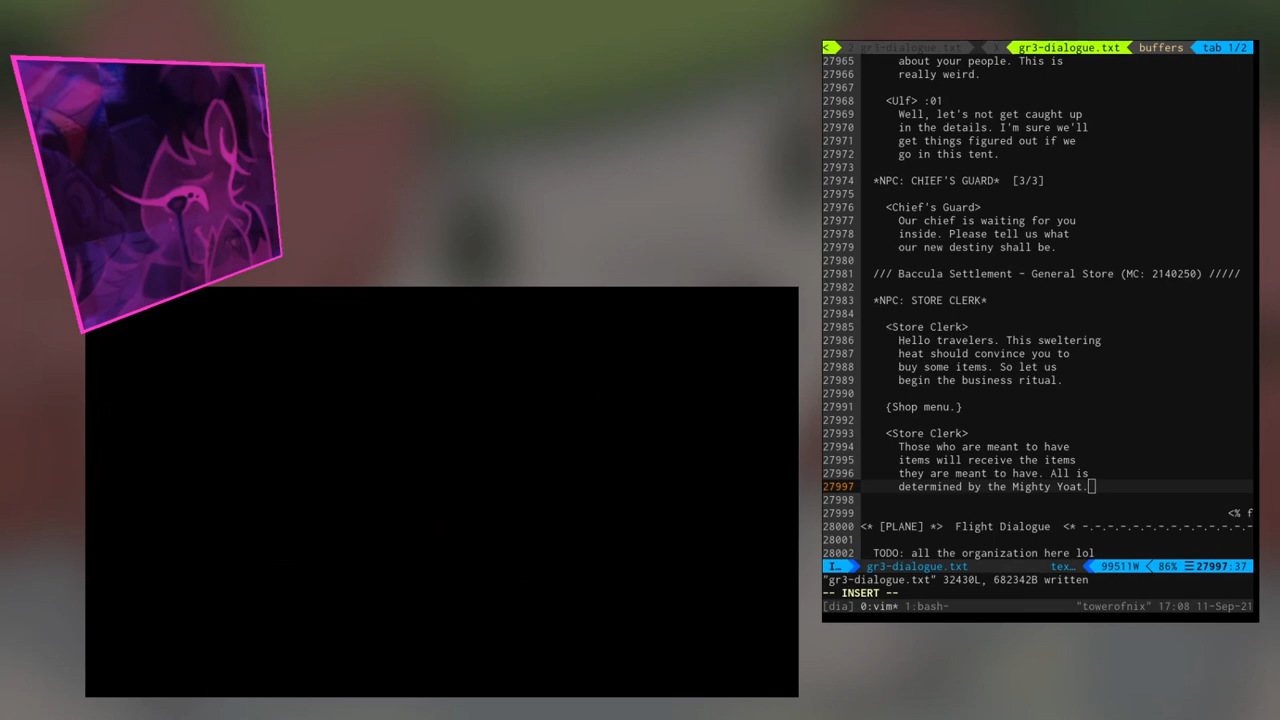 < 2 gr1-dialogue.txt X gr3-dialogue.txt buffers tab 1/2
27965 about your people. This is
27966 really weird.
27967
27968 <Ulf> :01
27969 Well, let's not get caught up
27970 in the details. I'm sure we'll
27971 get things figured out if we
27972 go in this tent.
27973
27974 *NPC: CHIEF'S GUARD* [3/3]
27975
27976 <Chief's Guard>
27977 Our chief is waiting for you
27978 inside. Please tell us what
27979 our new destiny shall be.
27980
27981 /// Baccula Settlement - General Store (MC: 2140250) /////
27982
27983 *NPC: STORE CLERK*
27984
27985 <Store Clerk>
27986 Hello travelers. This sweltering
27987 heat should convince you to
27988 buy some items. So let us
27989 begin the business ritual.
27990
27991 {Shop menu.}
27992
27993 <Store Clerk>
27994 Those who are meant to have
27995 items will receive the items
27996 they are meant to have. All is
27997 determined by the Mighty Yoat.
27998
27999 <% f
28000 <* [PLANE] *> Flight Dialogue <* -.-.-.-.-.-.-.-.-.-.-.-.-.-
28001
28002 TODO: all the organization here lol
I… gr3-dialogue.txt tex… 99511W < 86% ☰27997:37
"gr3-dialogue.txt" 32430L, 682342B written
-- INSERT --
[dia] 0:vim* 1:bash- "towerofnix" 17:08 11-Sep-21